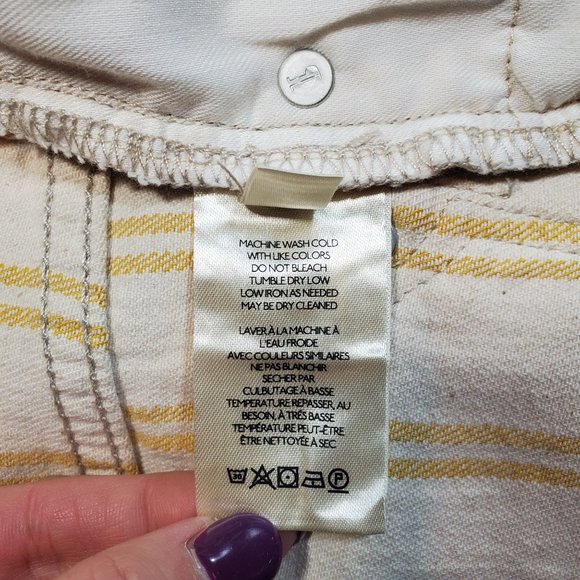 MACHINE WASH COLD
WITH LIKE COLORS
DO NOT BLEACH
TUMBLE DRY LOW
LOW IRON AS NEEDED
MAY BE DRY CLEANED
LAVER À LA MACHINE À
L'EAU FROIDE
AVEC COULEURS SIMILAIRES
NE PAS BLANCHIR
SECHER PAR
CULBUTAGE À BASSE
TEMPERATURE REPASSER, AU
BESOIN, À TRÈS BASSE
TEMPÉRATURE PEUT-ÊTRE
ÊTRE NETTOYÉE À SEC
30 P